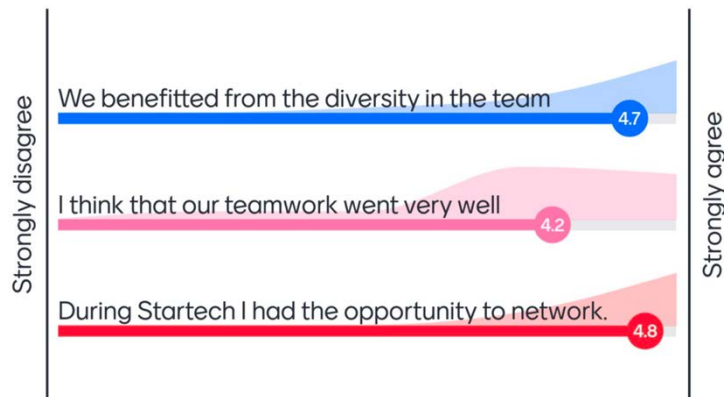 Strongly disagree
We benefitted from the diversity in the team
4.7
I think that our teamwork went very well
4.2
During Startech I had the opportunity to network.
4.8
Strongly agree